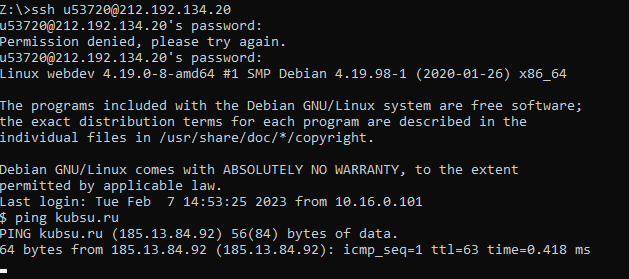 Z:\>ssh u53720@212.192.134.20
u53720@212.192.134.20's password:
Permission denied, please try again.
u53720@212.192.134.20's password:
Linux webdev 4.19.0-8-amd64 #1 SMP Debian 4.19.98-1 (2020-01-26) x86_64
The programs included with the Debian GNU/Linux system are free software;
the exact distribution terms for each program are described in the
individual files in /usr/share/doc/*/copyright.
Debian GNU/Linux comes with ABSOLUTELY NO WARRANTY, to the extent
permitted by applicable law.
Last login: Tue Feb  7 14:53:25 2023 from 10.16.0.101
$ ping kubsu.ru
PING kubsu.ru (185.13.84.92) 56(84) bytes of data.
64 bytes from 185.13.84.92 (185.13.84.92): icmp_seq=1 ttl=63 time=0.418 ms